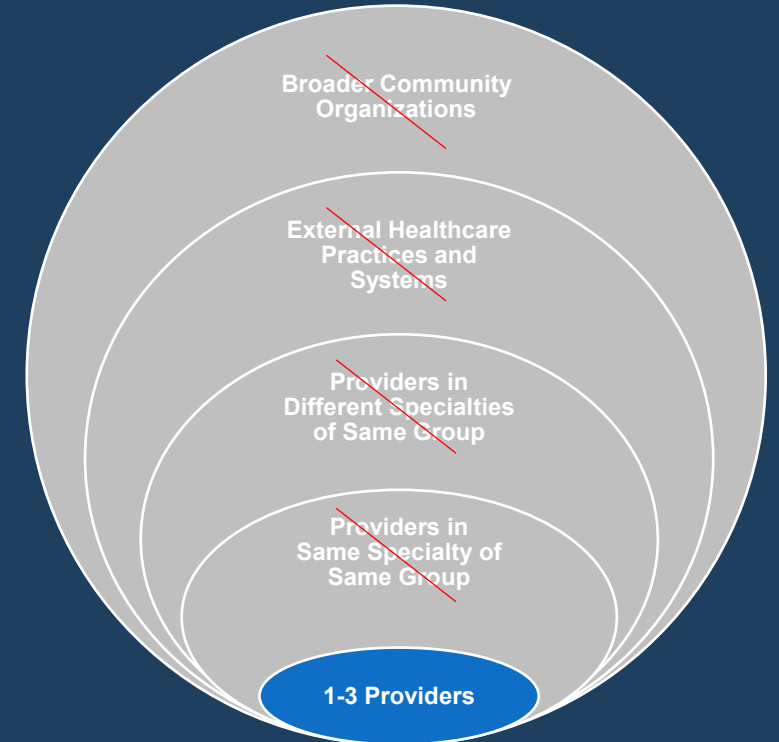 Broader Community
Organizations
External Healthcare
Practices and
Systems
Providers in
Different Specialties
of Same Group
Providers in
Same Specialty of
Same Group
1-3 Providers